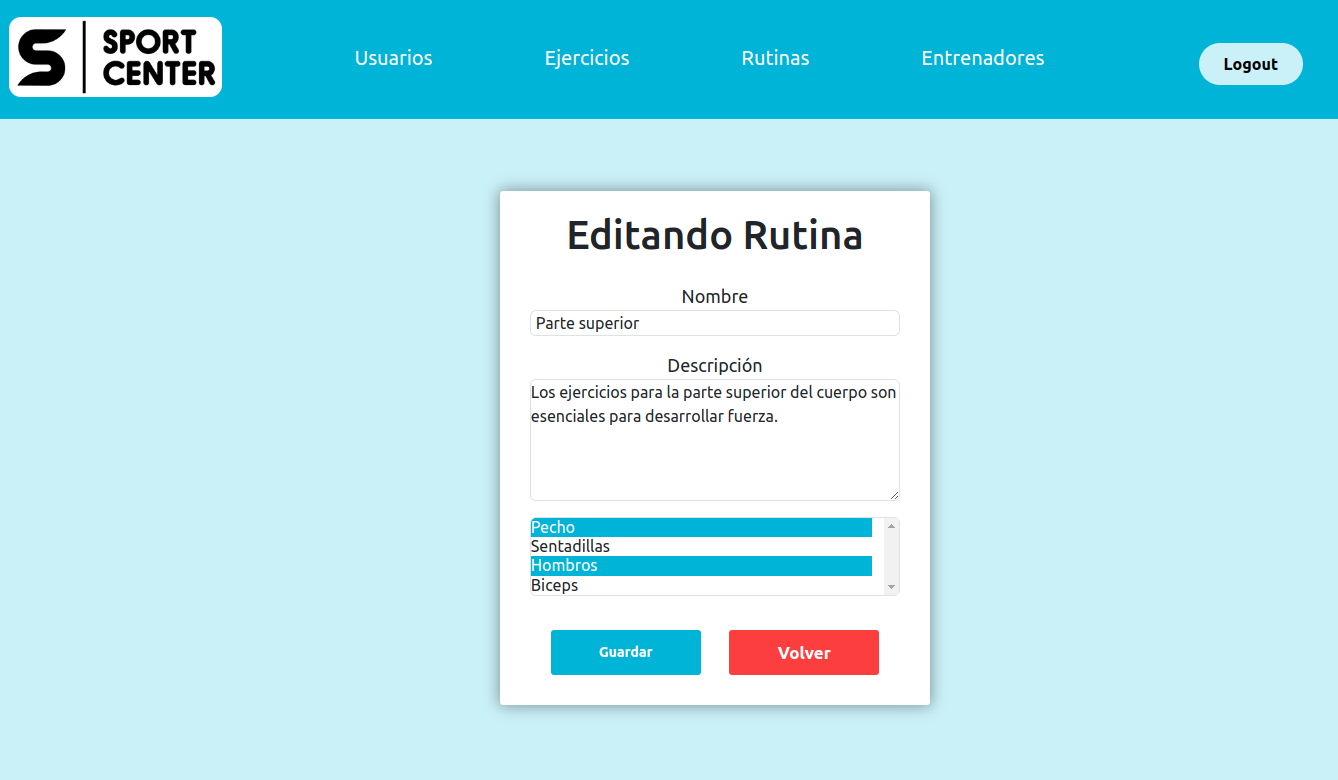 SPORT
CENTER
Usuarios
Ejercicios
Rutinas
Entrenadores
Logout
Editando Rutina
Nombre
Parte superior
Descripción
Los ejercicios para la parte superior del cuerpo son
esenciales para desarrollar fuerza.
Pecho
Sentadillas
Hombros
Biceps
Guardar
Volver